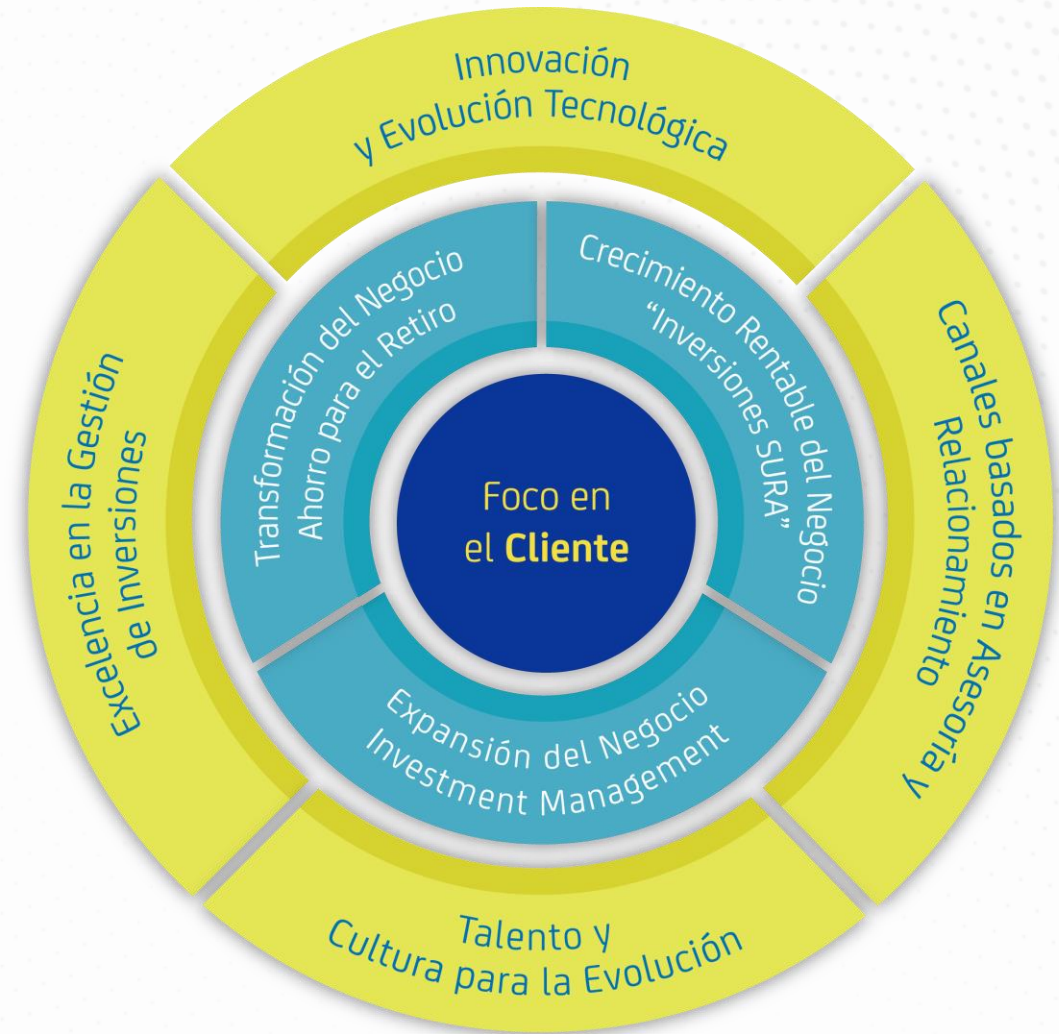 Innovación
y Evolución Tecnológica
Transformación del Negocio
Ahorro para el Retiro
Crecimiento Rentable del Negocio
“Inversiones SURA”
Canales basados en Asesoría y
Relacionamiento
Excelencia en la Gestión
de Inversiones
Foco en
el Cliente
Expansión del Negocio
Investment Management
Talento y
Cultura para la Evolución